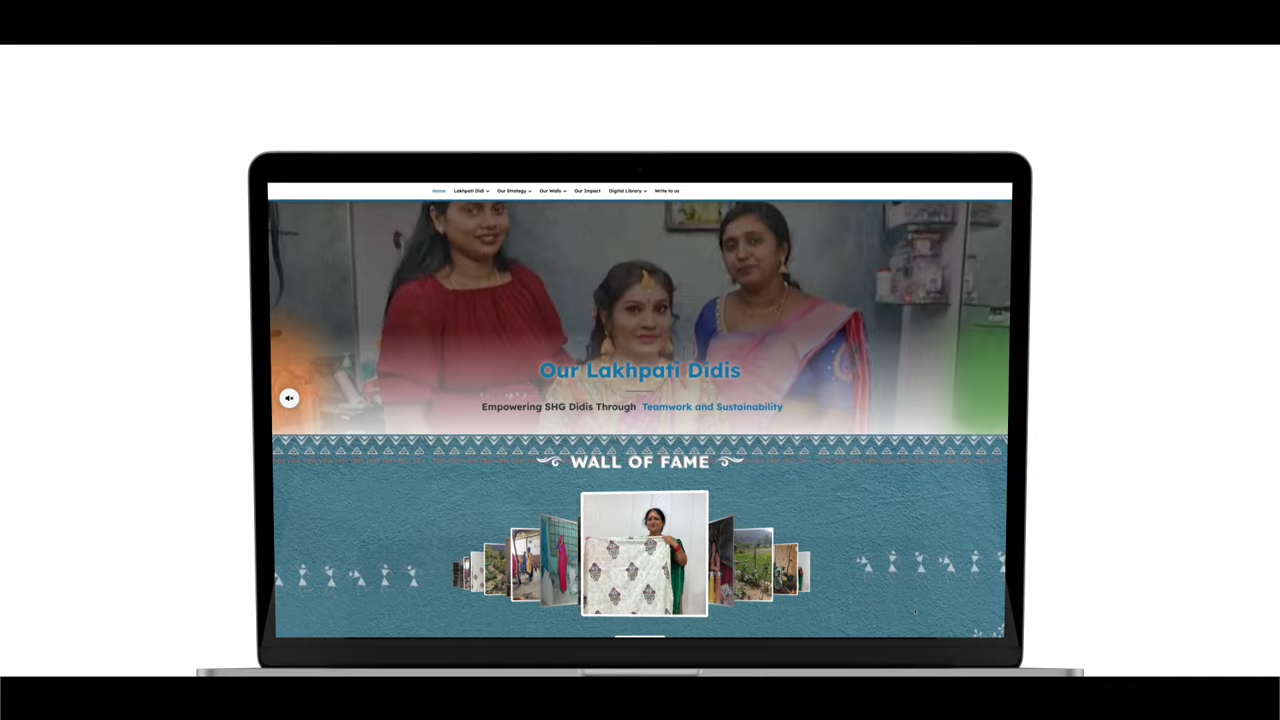 Home Lakhpati Didi Our Strategy Our Walls Our Impact Digital Library Write to us
Our Lakhpati Didis
Empowering SHG Didis Through Teamwork and Sustainability
WALL OF FAME